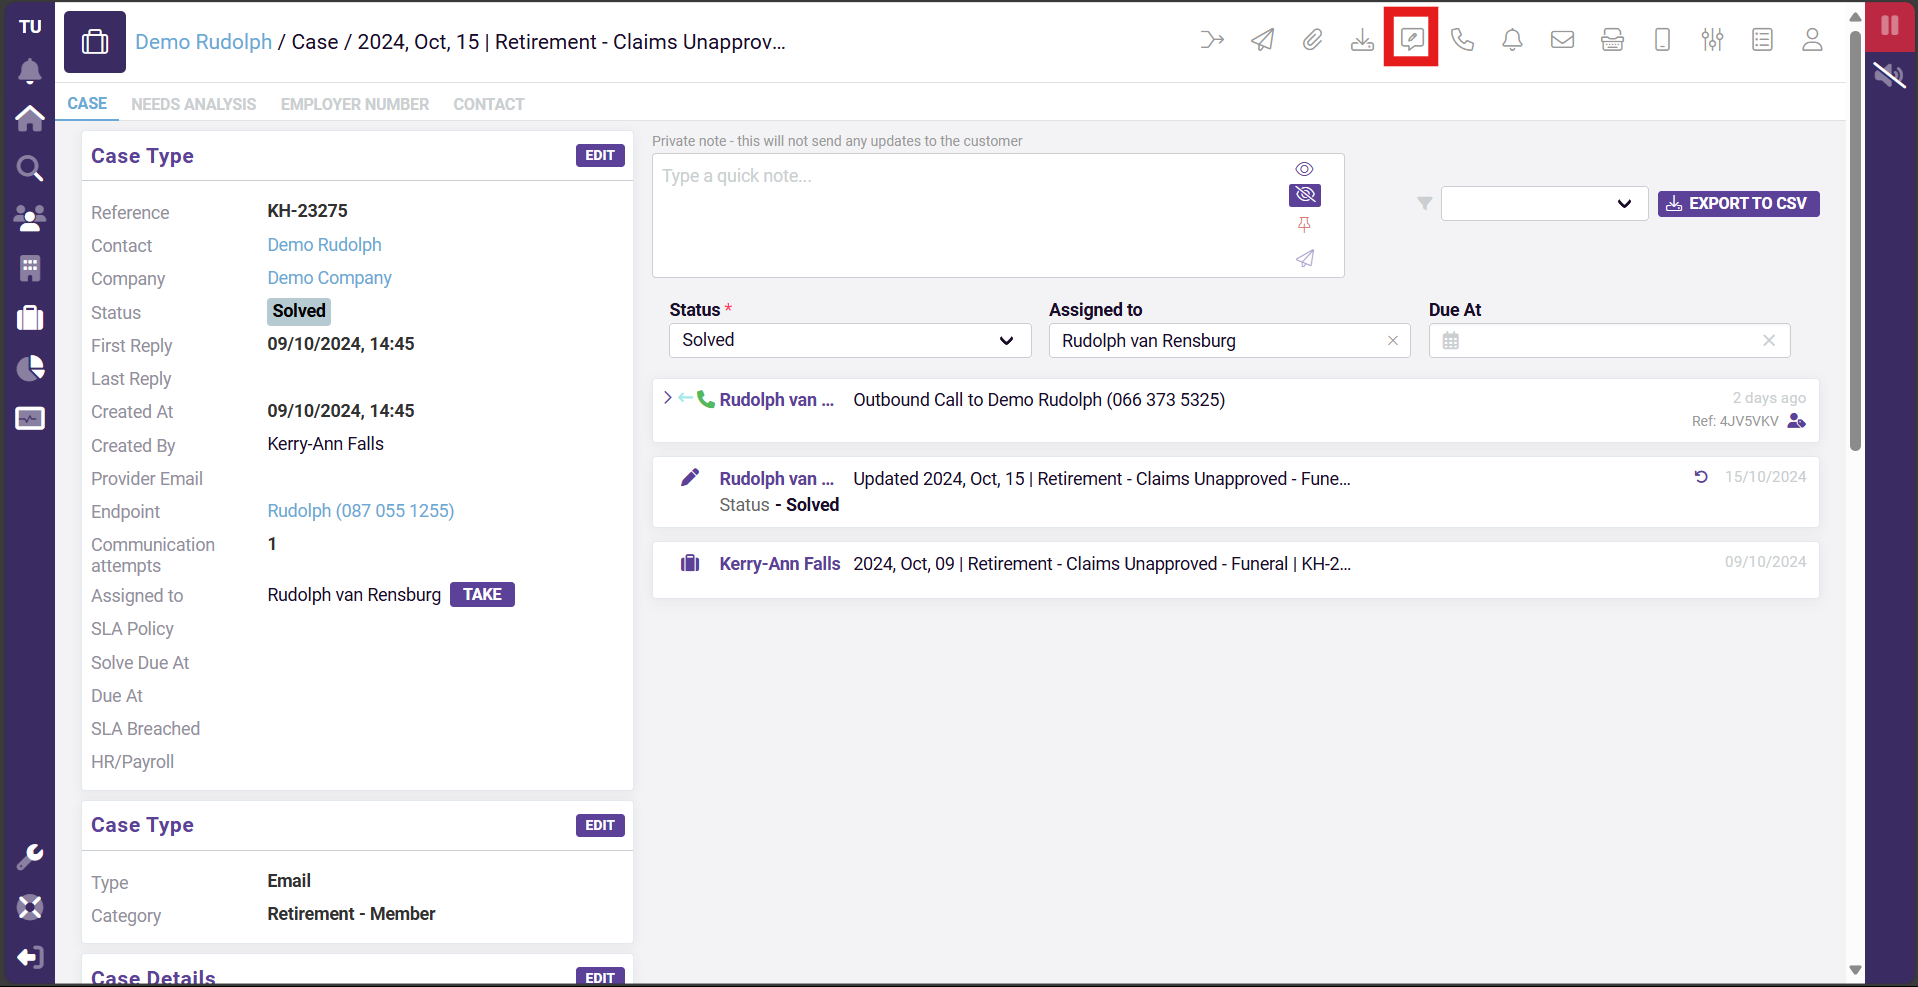 TU
Demo Rudolph / Case / 2024, Oct, 15 | Retirement - Claims Unapprov...
CASE
NEEDS ANALYSIS
EMPLOYER NUMBER
CONTACT
Case Type
EDIT
Reference
KH-23275
Contact
Demo Rudolph
Company
Demo Company
Status
Solved
First Reply
09/10/2024, 14:45
Last Reply
Created At
09/10/2024, 14:45
Created By
Kerry-Ann Falls
Provider Email
Endpoint
Rudolph (087 055 1255)
Communication
attempts
1
Assigned to
Rudolph van Rensburg
TAKE
SLA Policy
Solve Due At
Due At
SLA Breached
HR/Payroll
Case Type
EDIT
Type
Email
Category
Retirement - Member
Case Details
EDIT
Private note - this will not send any updates to the customer
Type a quick note...
EXPORT TO CSV
Status *
Solved
Assigned to
Rudolph van Rensburg
Due At
Rudolph van ...
Outbound Call to Demo Rudolph (066 373 5325)
2 days ago
Ref: 4JV5VKV
Rudolph van ...
Updated 2024, Oct, 15 | Retirement - Claims Unapproved - Fune...
15/10/2024
Status - Solved
Kerry-Ann Falls
2024, Oct, 09 | Retirement - Claims Unapproved - Funeral | KH-2...
09/10/2024